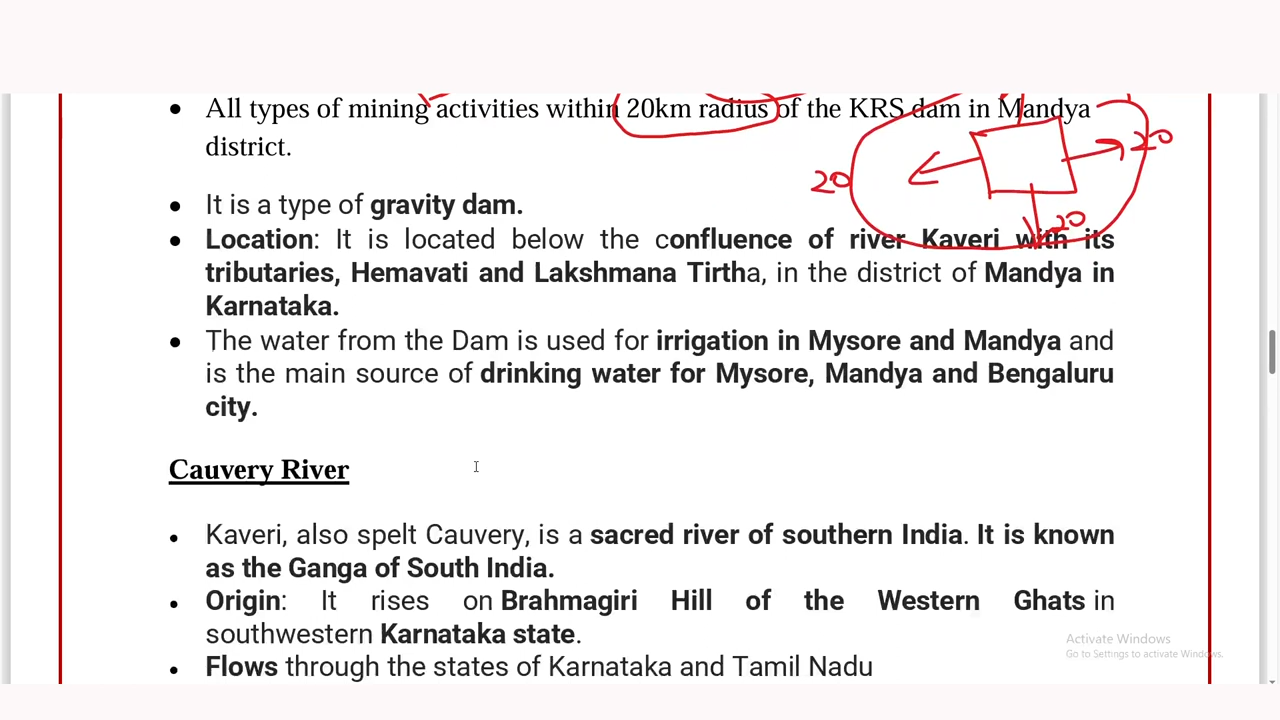 • All types of mining activities within 20km radius of the KRS dam in Mandya
district.
20
20
20
• It is a type of gravity dam.
• Location: It is located below the confluence of river Kaveri with its
tributaries, Hemavati and Lakshmana Tirtha, in the district of Mandya in
Karnataka.
• The water from the Dam is used for irrigation in Mysore and Mandya and
is the main source of drinking water for Mysore, Mandya and Bengaluru
city.
Cauvery River
• Kaveri, also spelt Cauvery, is a sacred river of southern India. It is known
as the Ganga of South India.
• Origin: It rises on Brahmagiri Hill of the Western Ghats in
southwestern Karnataka state.
• Flows through the states of Karnataka and Tamil Nadu
Activate Windows
Go to Settings to activate Windows.